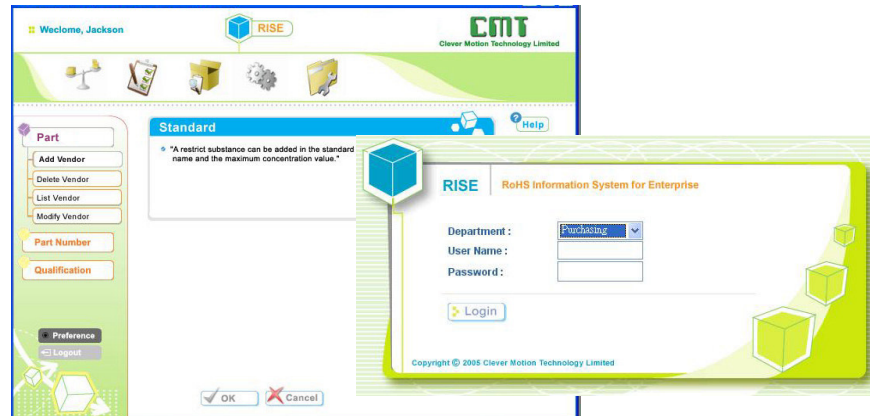 Weclome, Jackson
RISE
CMT
Clever Motion Technology Limited
Part
Add Vendor
Delete Vendor
List Vendor
Modify Vendor
Part Number
Qualification
Preference
Logout
Standard
Help
"A restrict substance can be added in the standard
name and the maximum concentration value."
OK
Cancel
RISE
RoHS Information System for Enterprise
Department :
Purchasing
User Name :
Password :
Login
Copyright © 2005 Clever Motion Technology Limited